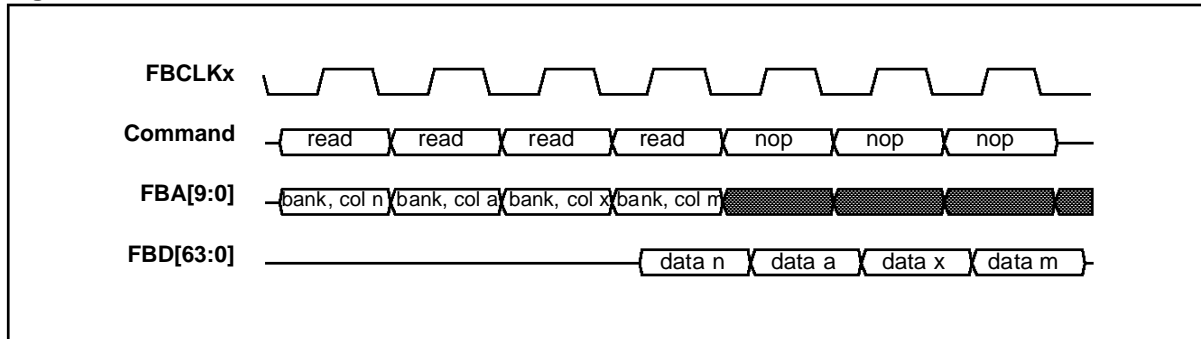 FBCLKx
Command read read read read nop nop nop
FBA[9:0] bank, col n bank, col a bank, col x bank, col m
FBD[63:0] data n data a data x data m